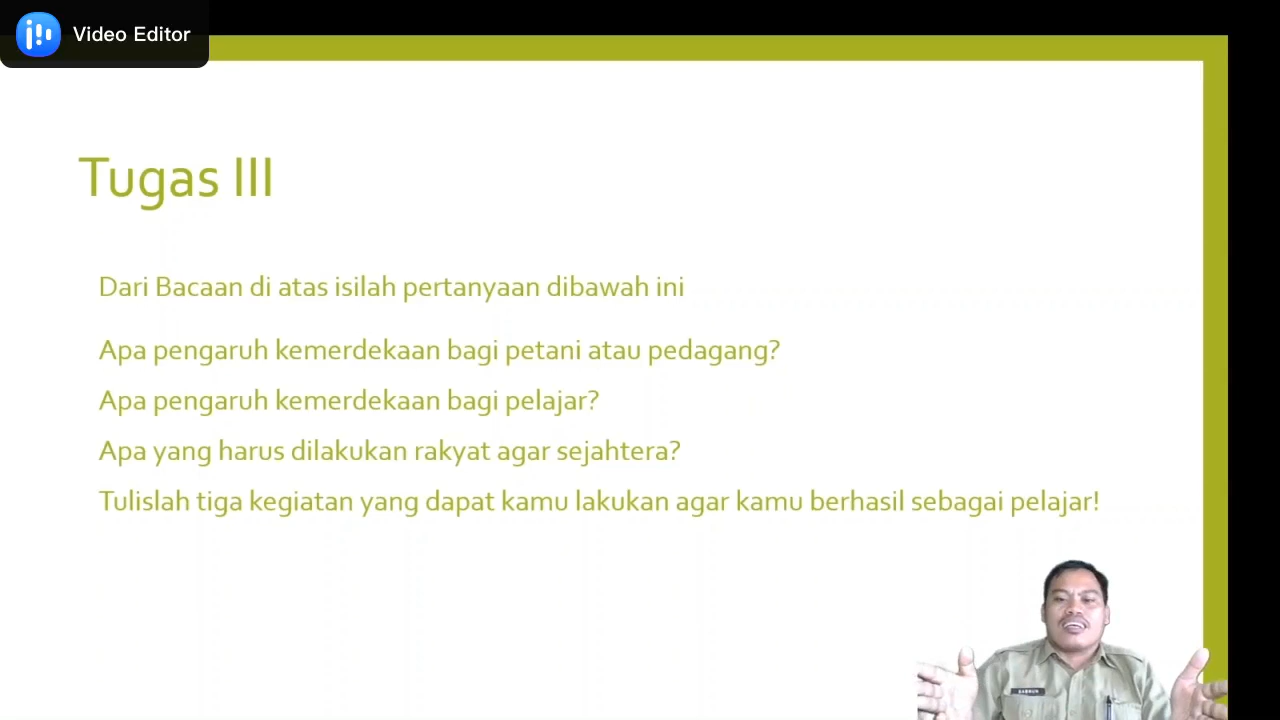 Video Editor
Tugas III
Dari Bacaan di atas isilah pertanyaan dibawah ini
Apa pengaruh kemerdekaan bagi petani atau pedagang?
Apa pengaruh kemerdekaan bagi pelajar?
Apa yang harus dilakukan rakyat agar sejahtera?
Tulislah tiga kegiatan yang dapat kamu lakukan agar kamu berhasil sebagai pelajar!